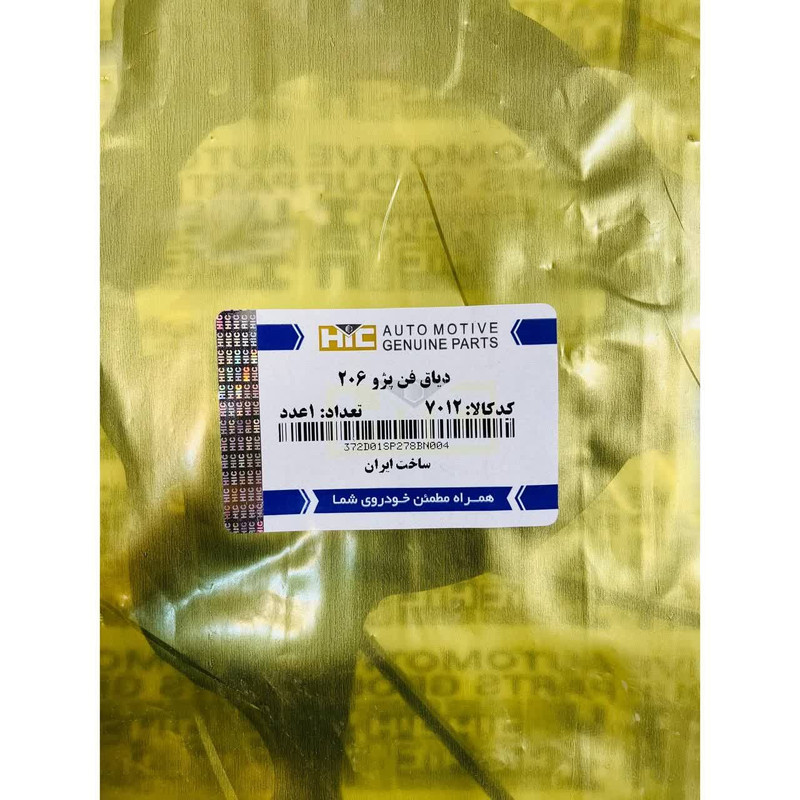 HIC AUTO MOTIVE
GENUINE PARTS
دیاق فن پژو ۲۰۶
کدکالا: ۷۰۱۲ تعداد: ۱عدد
372D01SP278BN004
ساخت ایران
همراه مطمئن خودروی شما